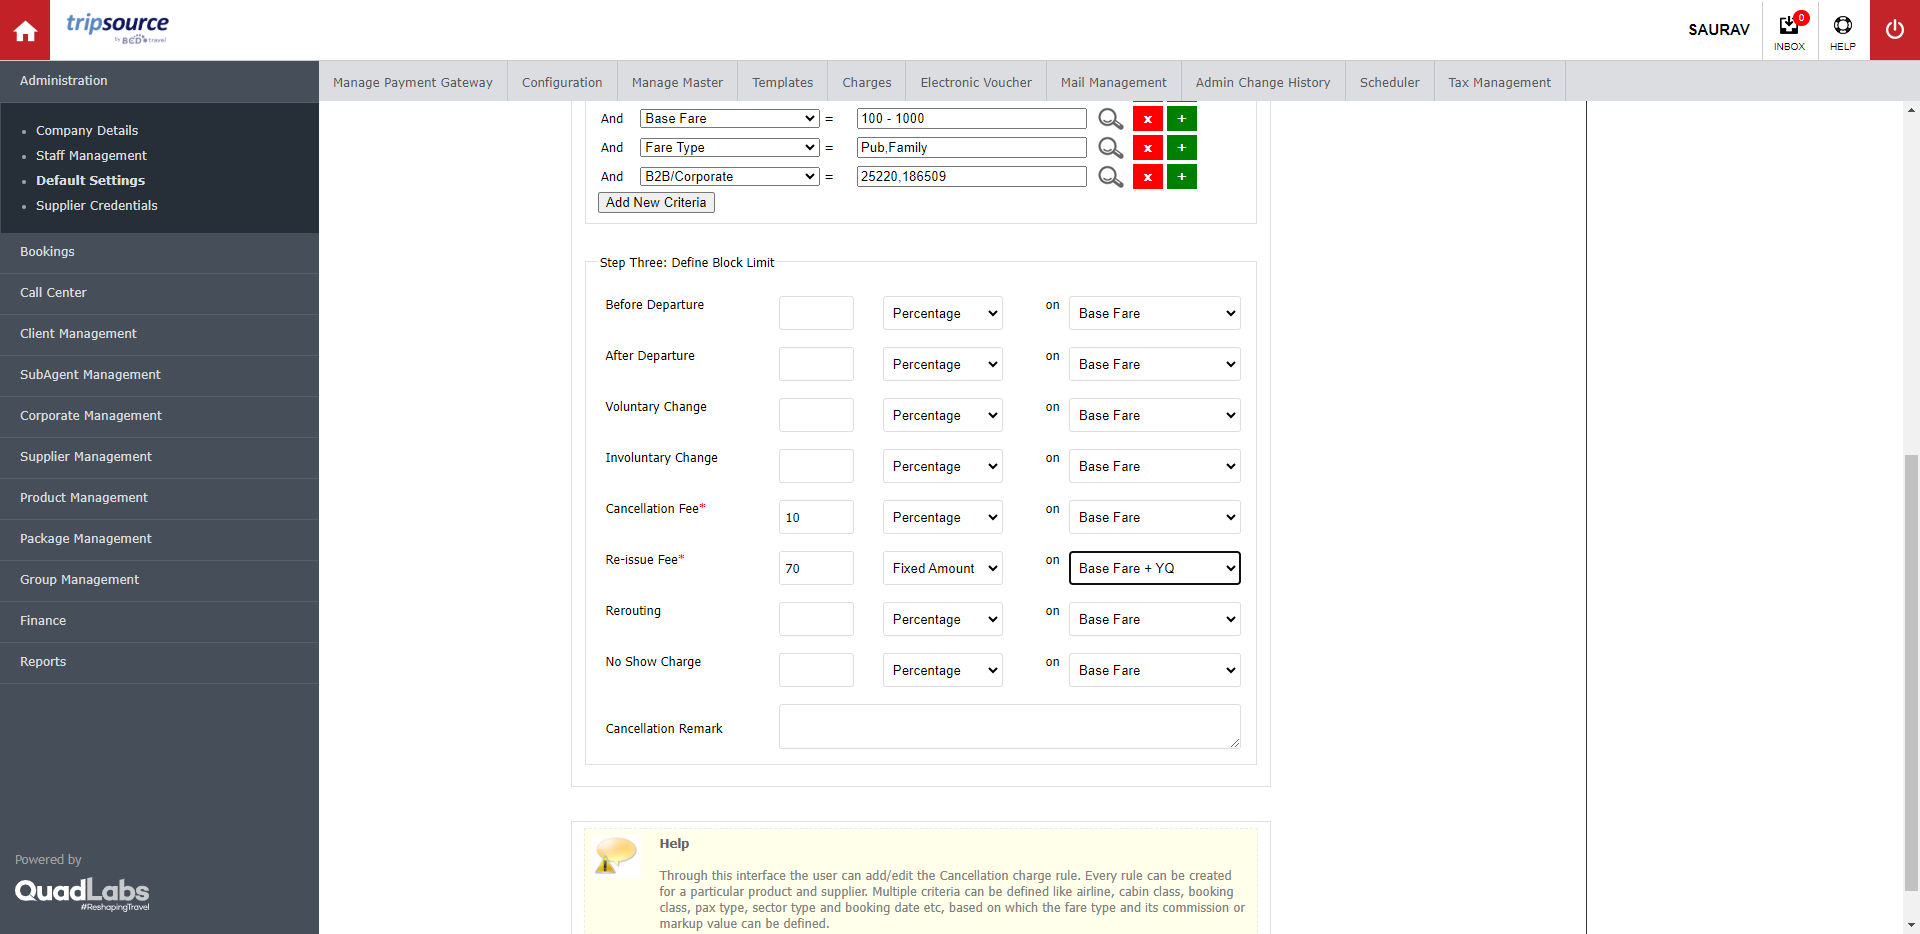 tripsource
by BCD travel
SAURAV
0
INBOX
HELP
Administration
Manage Payment Gateway
Configuration
Manage Master
Templates
Charges
Electronic Voucher
Mail Management
Admin Change History
Scheduler
Tax Management
Company Details
Staff Management
Default Settings
Supplier Credentials
Bookings
Call Center
Client Management
SubAgent Management
Corporate Management
Supplier Management
Product Management
Package Management
Group Management
Finance
Reports
Powered by
QuadLabs
#ReshapingTravel
And Base Fare = 100 - 1000 x +
And Fare Type = Pub,Family x +
And B2B/Corporate = 25220,186509 x +
Add New Criteria
Step Three: Define Block Limit
Before Departure Percentage on Base Fare
After Departure Percentage on Base Fare
Voluntary Change Percentage on Base Fare
Involuntary Change Percentage on Base Fare
Cancellation Fee* 10 Percentage on Base Fare
Re-issue Fee* 70 Fixed Amount on Base Fare + YQ
Rerouting Percentage on Base Fare
No Show Charge Percentage on Base Fare
Cancellation Remark
Help
Through this interface the user can add/edit the Cancellation charge rule. Every rule can be created
for a particular product and supplier. Multiple criteria can be defined like airline, cabin class, booking
class, pax type, sector type and booking date etc, based on which the fare type and its commission or
markup value can be defined.